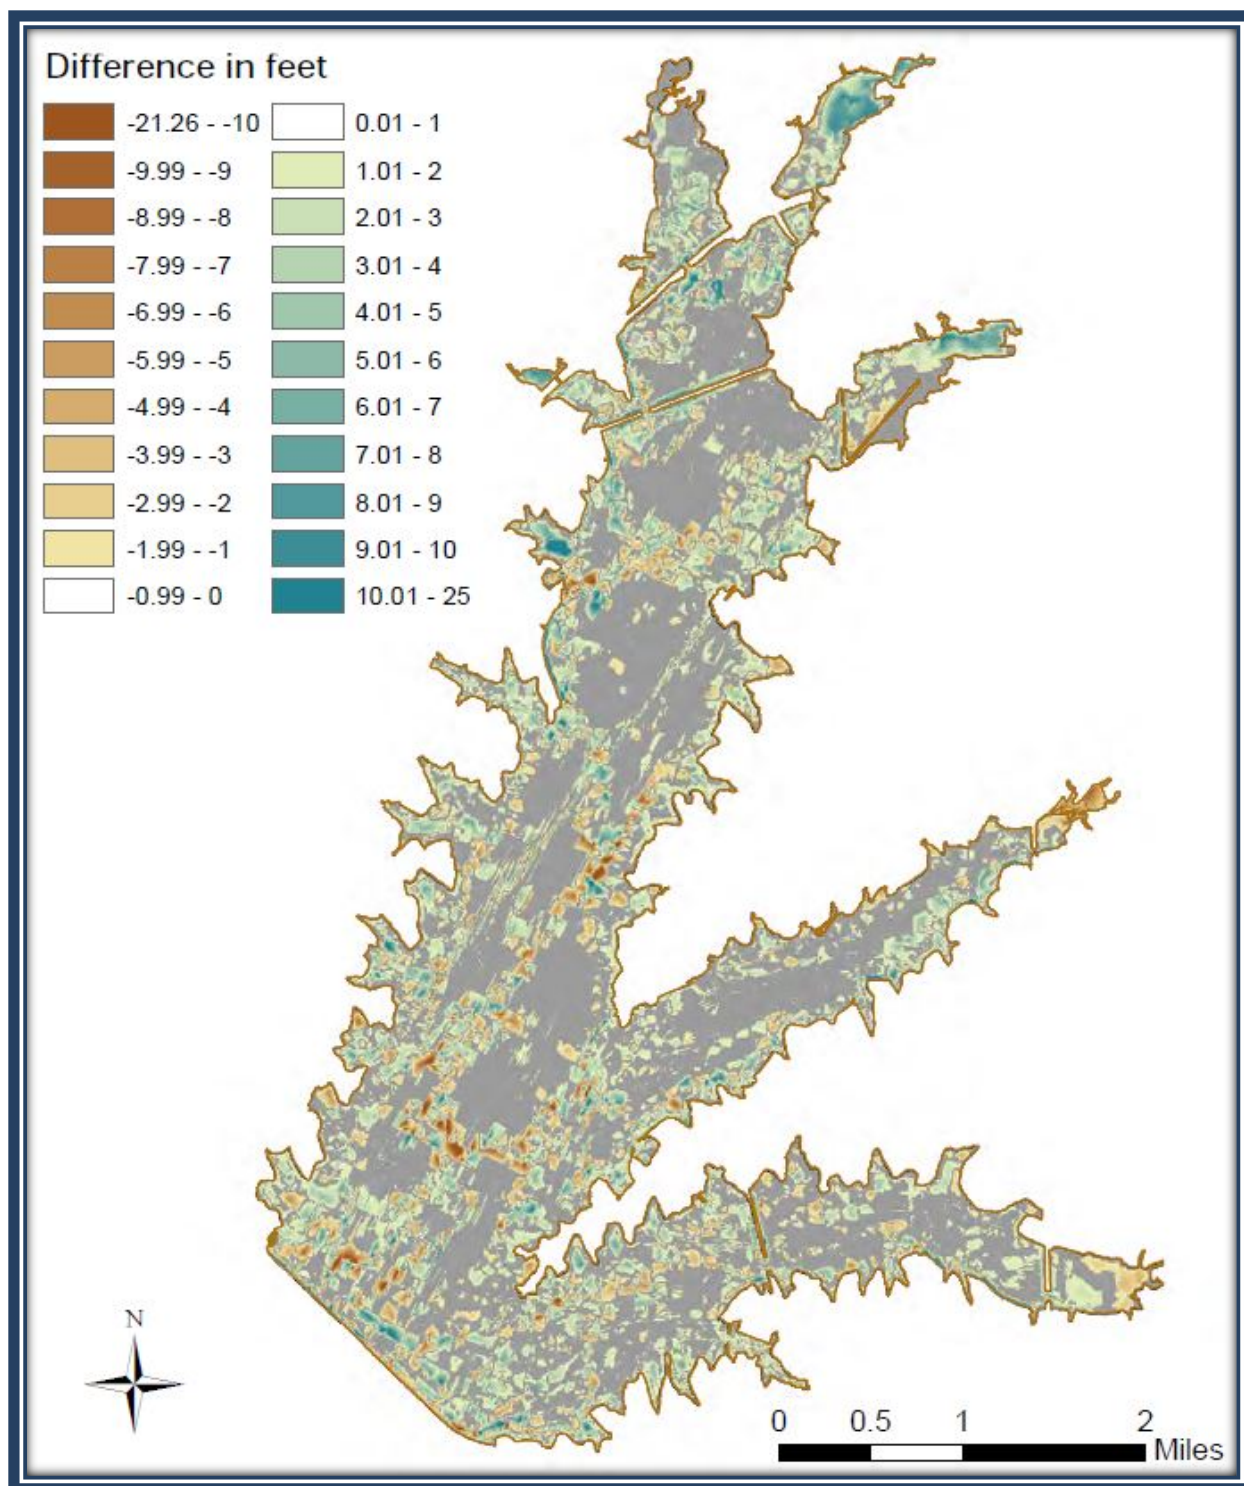 Difference in feet
-21.26 - -10
-9.99 - -9
-8.99 - -8
-7.99 - -7
-6.99 - -6
-5.99 - -5
-4.99 - -4
-3.99 - -3
-2.99 - -2
-1.99 - -1
-0.99 - 0
0.01 - 1
1.01 - 2
2.01 - 3
3.01 - 4
4.01 - 5
5.01 - 6
6.01 - 7
7.01 - 8
8.01 - 9
9.01 - 10
10.01 - 25
N
0 0.5 1 2
Miles